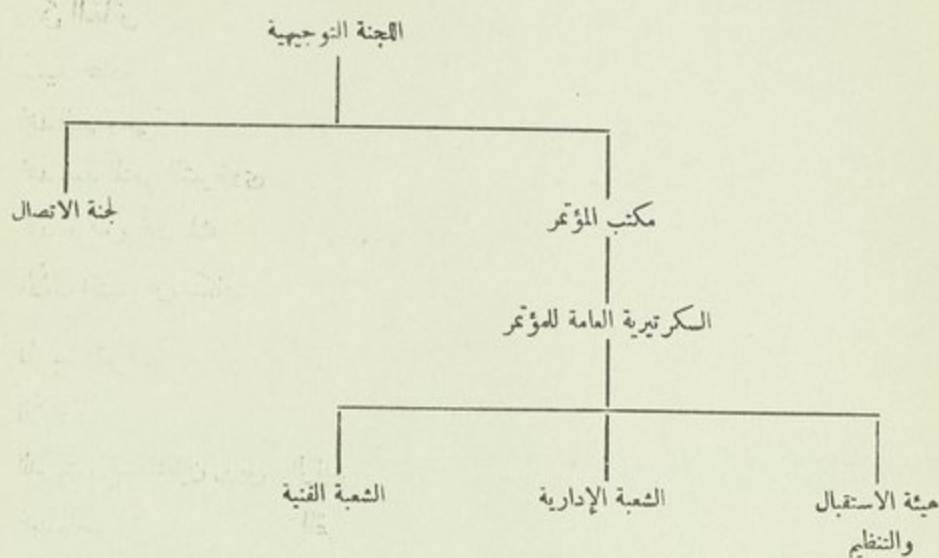 اللجنة التوجيهية
مكتب المؤتمر
لجنة الاتصال
السكرتيرية العامة للمؤتمر
هيئة الاستقبال
والتنظيم
الشعبة الإدارية
الشعبة الفنية